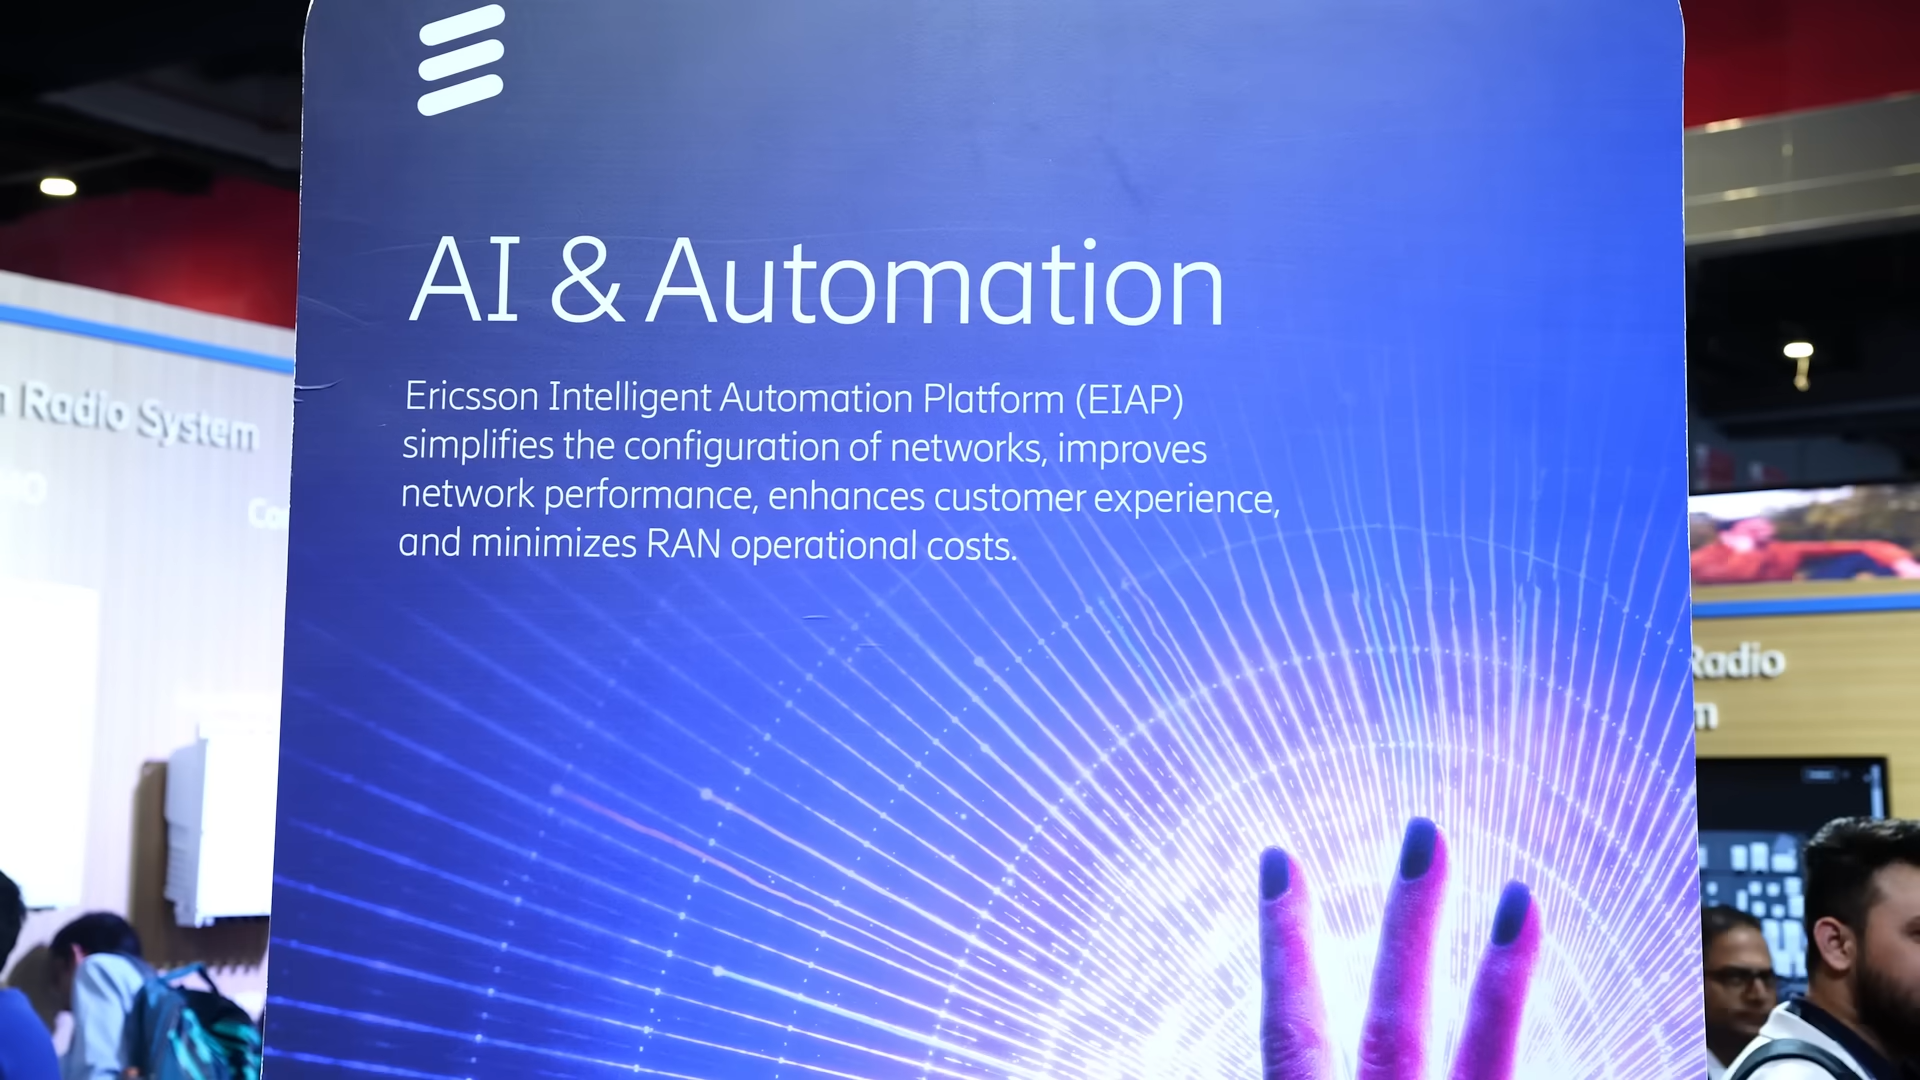 AI & Automation
Ericsson Intelligent Automation Platform (EIAP)
simplifies the configuration of networks, improves
network performance, enhances customer experience,
and minimizes RAN operational costs.
Radio System
Radio